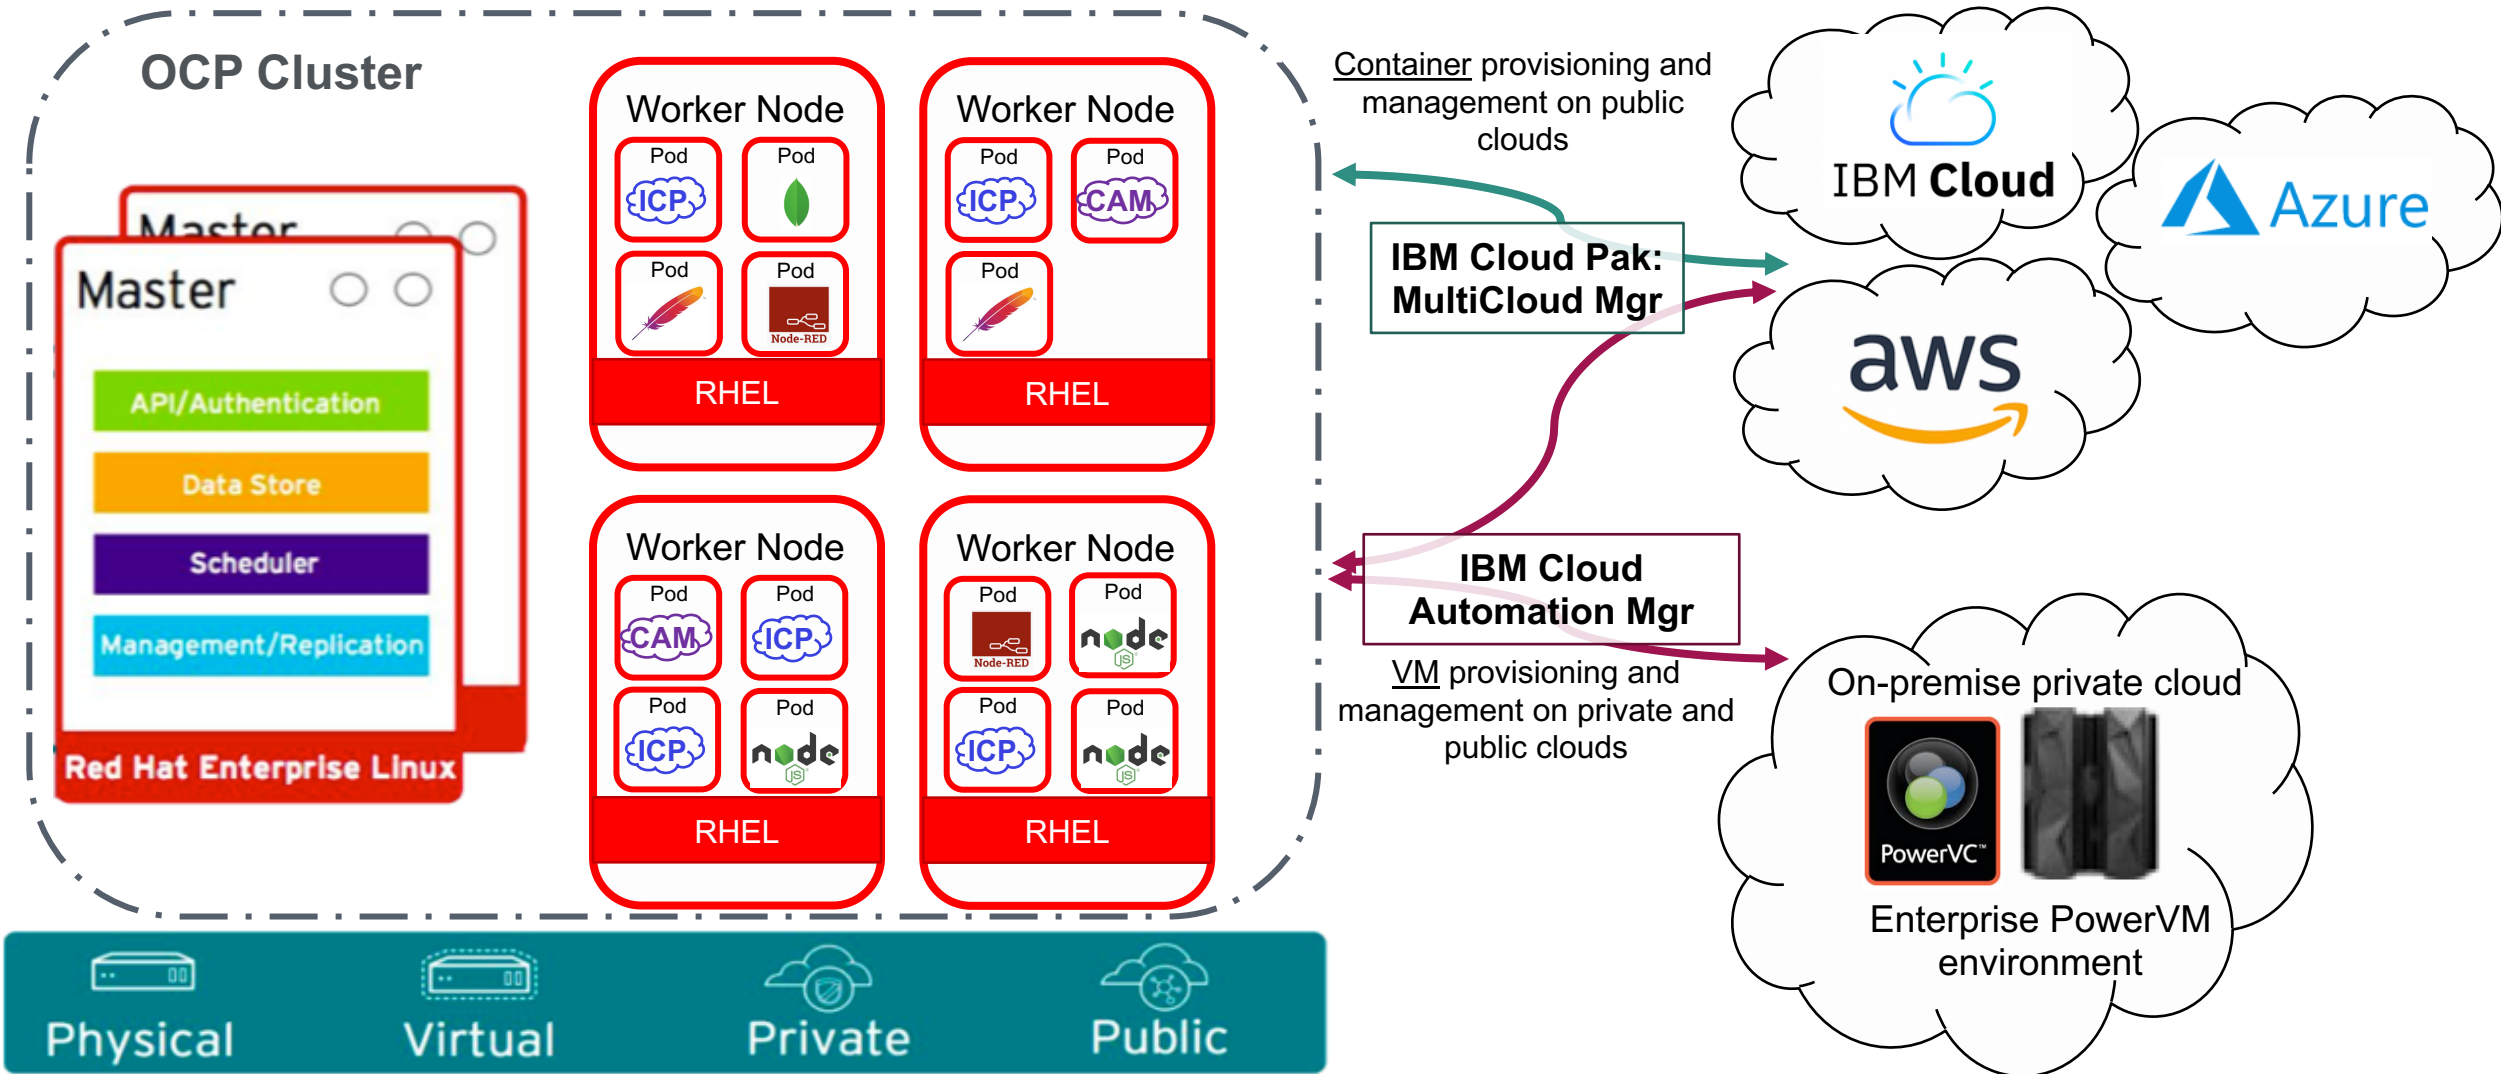 OCP Cluster
Master
Master
API/Authentication
Data Store
Scheduler
Management/Replication
Red Hat Enterprise Linux
Worker Node
Pod
ICP
Pod
Pod
Pod
Node-RED
RHEL
Worker Node
Pod
ICP
Pod
CAM
Pod
RHEL
Worker Node
Pod
CAM
Pod
ICP
Pod
ICP
Pod
node
JS
RHEL
Worker Node
Pod
Node-RED
Pod
node
JS
Pod
ICP
Pod
node
JS
RHEL
Physical
Virtual
Private
Public
Container provisioning and
management on public
clouds
IBM Cloud Pak:
MultiCloud Mgr
IBM Cloud
Automation Mgr
VM provisioning and
management on private and
public clouds
IBM Cloud
Azure
aws
On-premise private cloud
PowerVC™
Enterprise PowerVM
environment